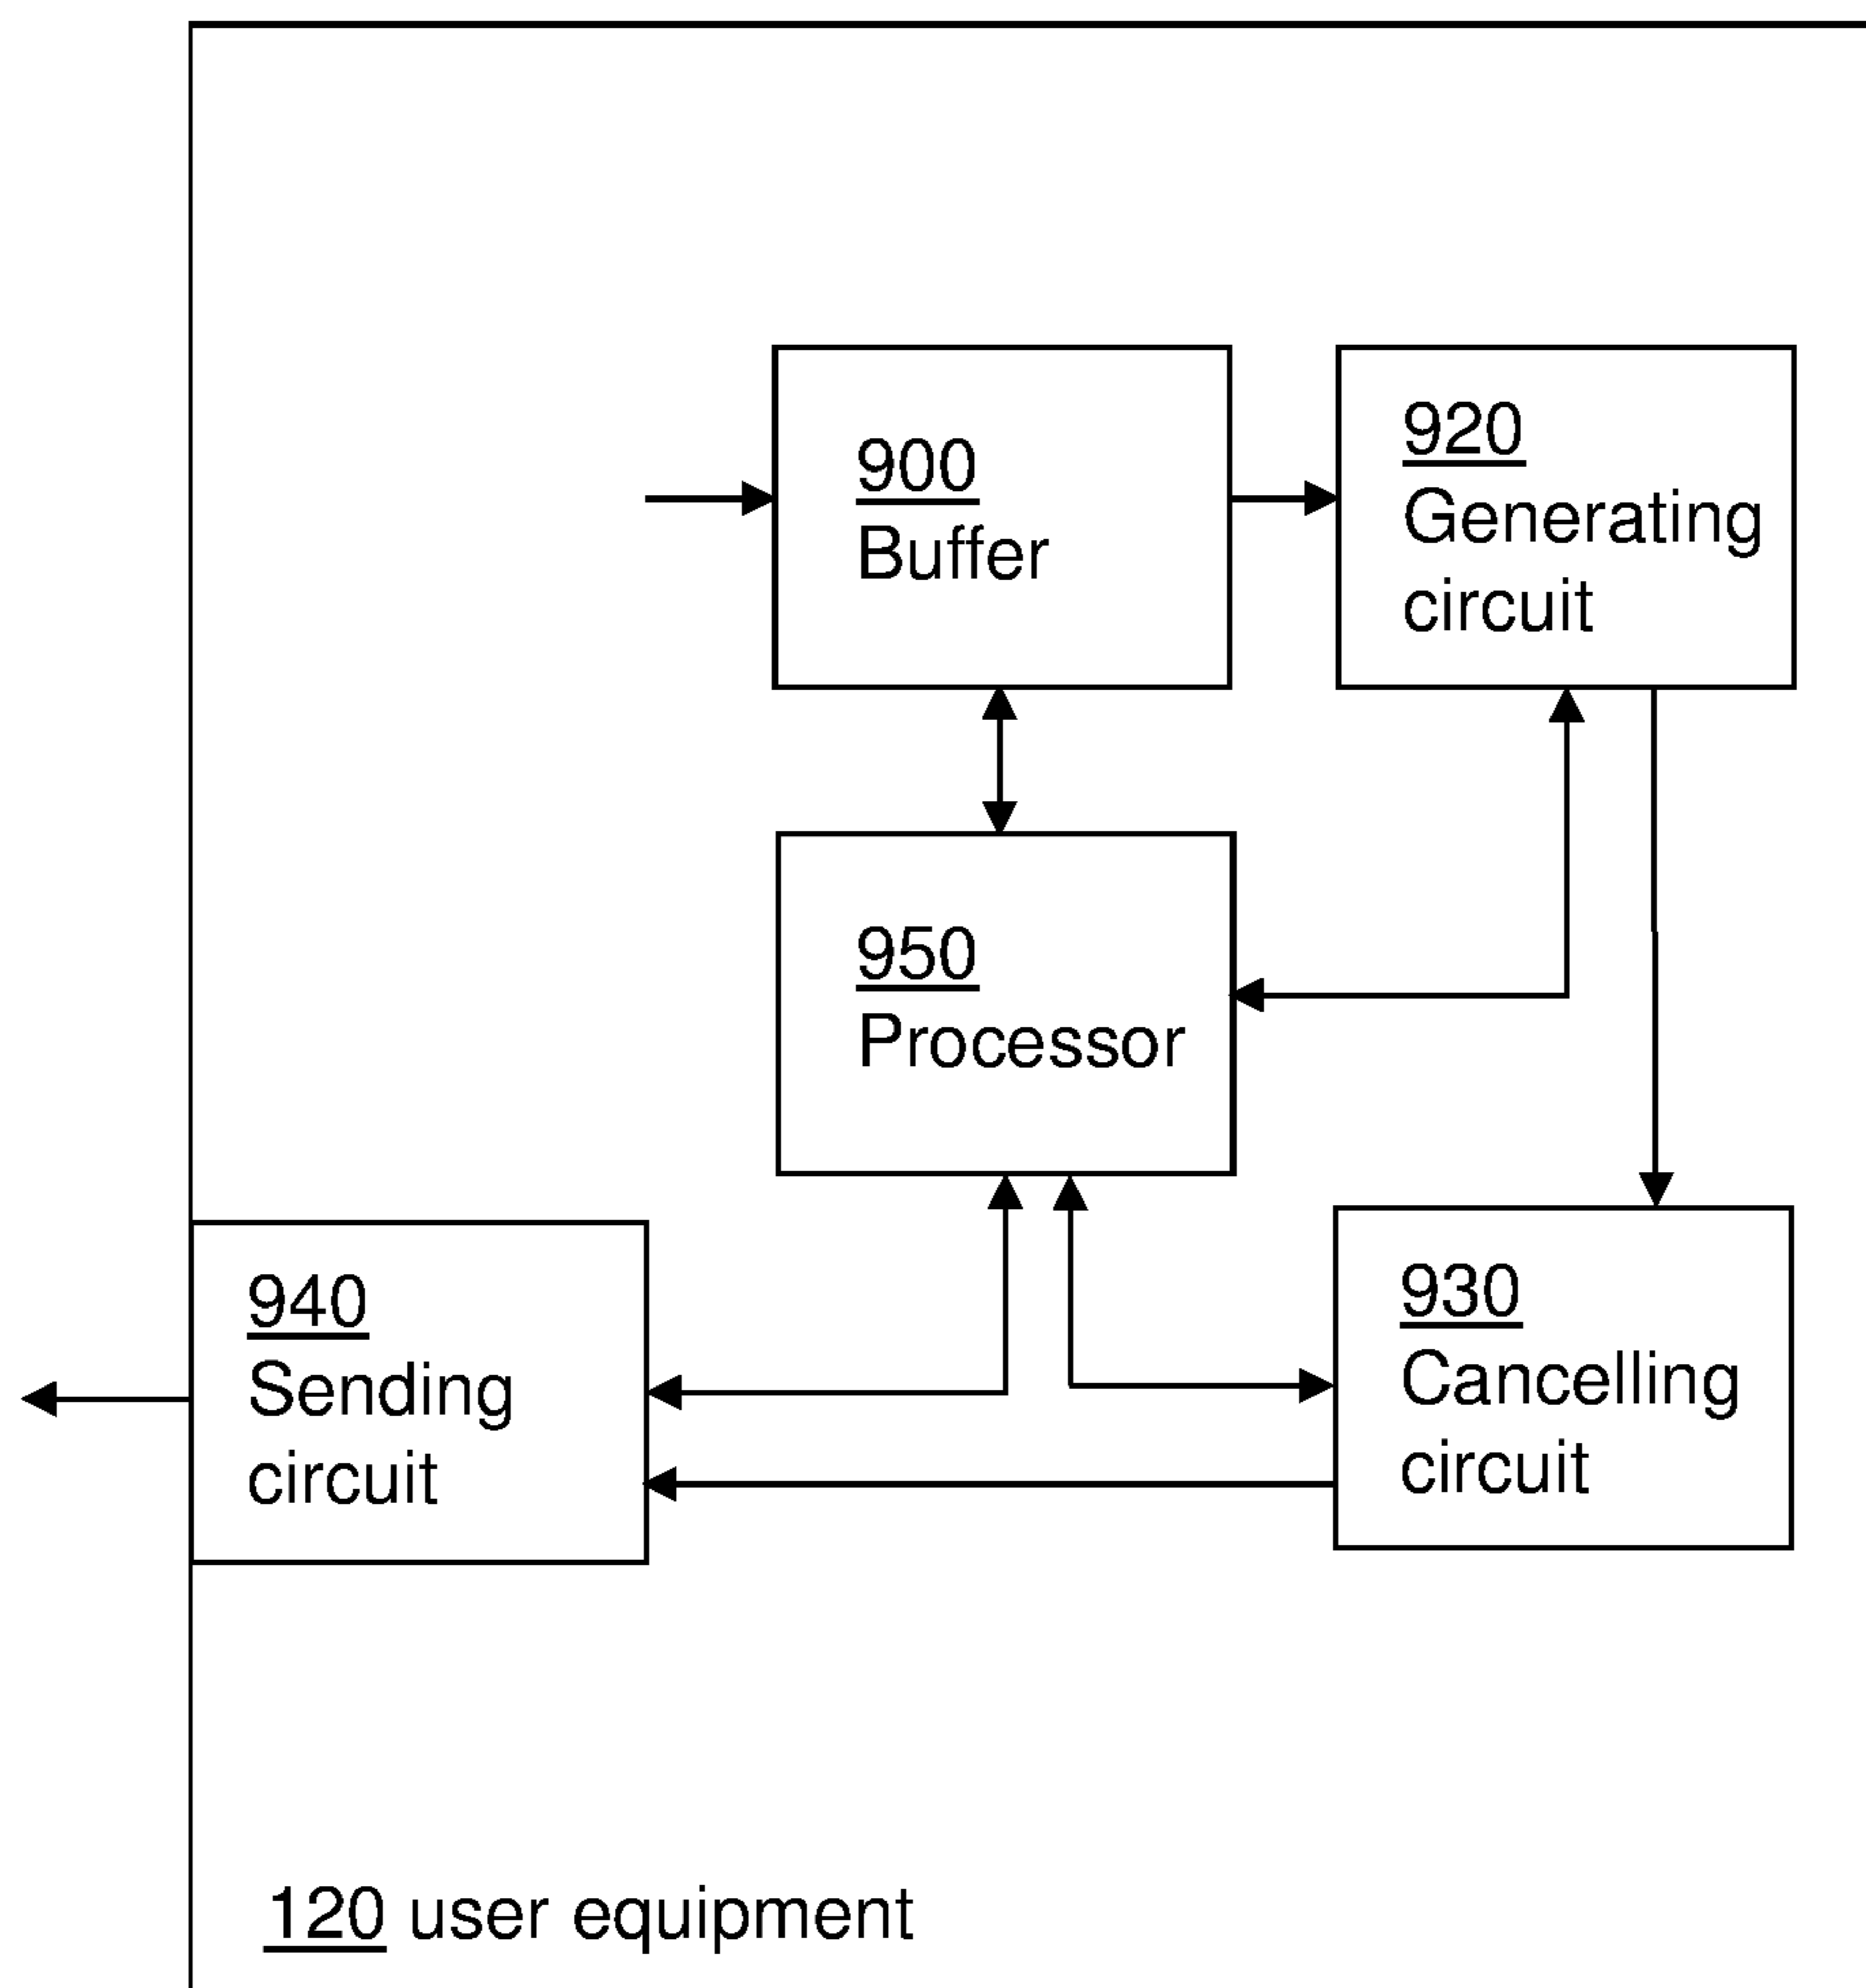 900
Buffer
920
Generating
circuit
950
Processor
940
Sending
circuit
930
Cancelling
circuit
120 user equipment